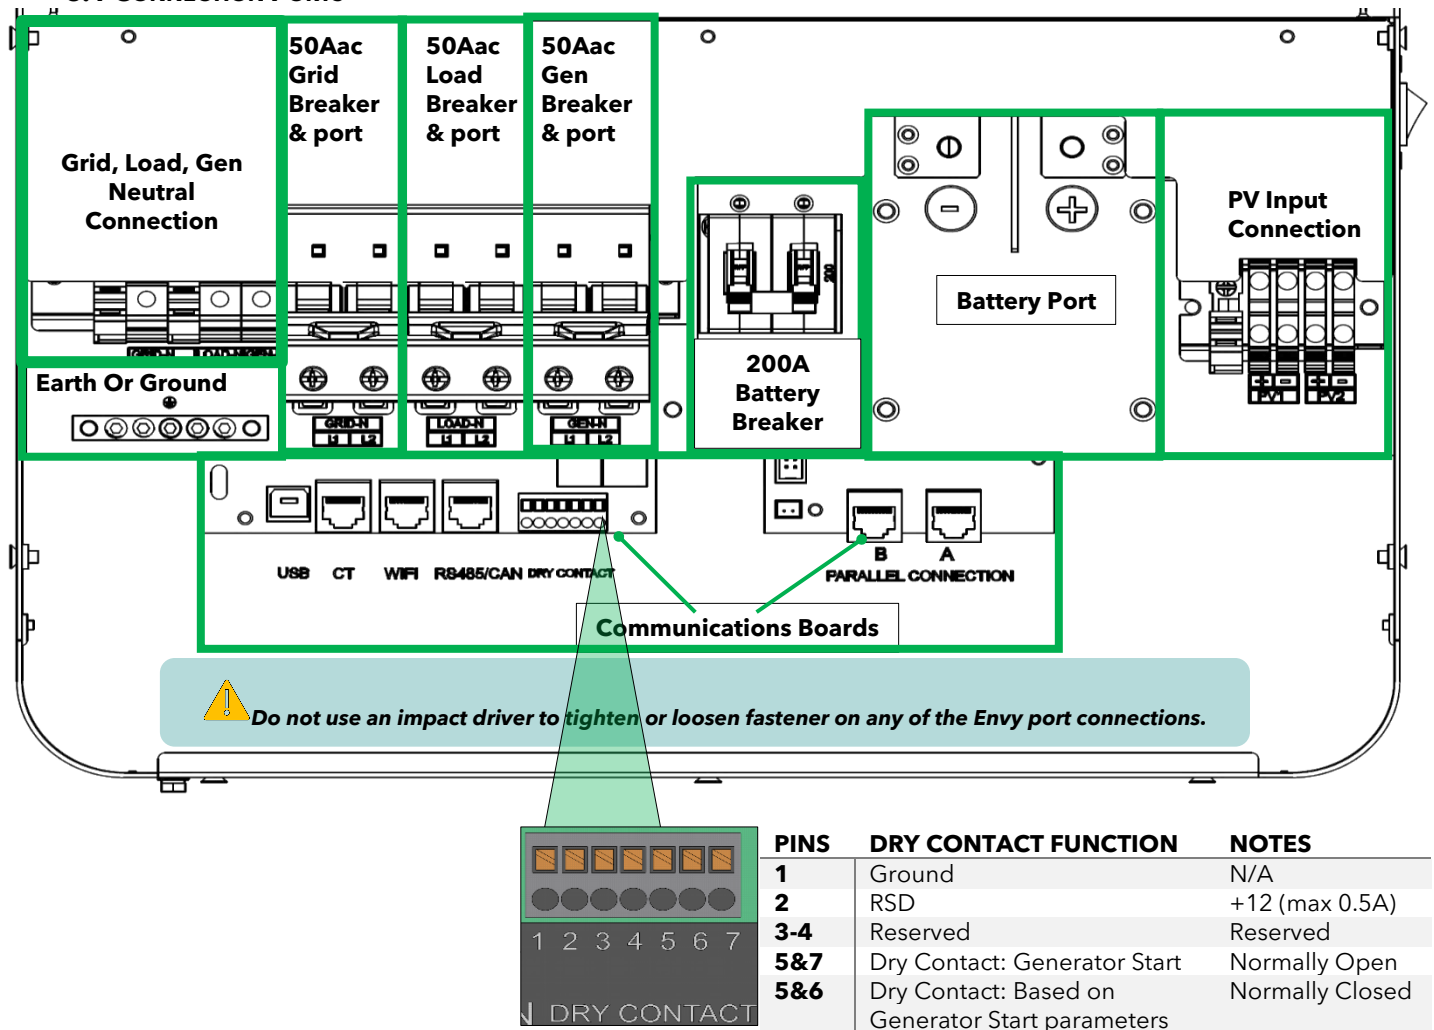 50Aac
Grid
Breaker
& port
50Aac
Load
Breaker
& port
50Aac
Gen
Breaker
& port
Grid, Load, Gen
Neutral
Connection
PV Input
Connection
Battery Port
200A
Battery
Breaker
200
Earth Or Ground
GRID-N
L1 L2
LOAD-N
L1 L2
GEN-N
L1 L2
+ - + -
PV1 PV2
USB CT WIFI RS485/CAN DRY CONTACT
B A
PARALLEL CONNECTION
Communications Boards
Do not use an impact driver to tighten or loosen fastener on any of the Envy port connections.
1 2 3 4 5 6 7
N DRY CONTACT
PINS DRY CONTACT FUNCTION NOTES
1 Ground N/A
2 RSD +12 (max 0.5A)
3-4 Reserved Reserved
5&7 Dry Contact: Generator Start Normally Open
5&6 Dry Contact: Based on Normally Closed
Generator Start parameters